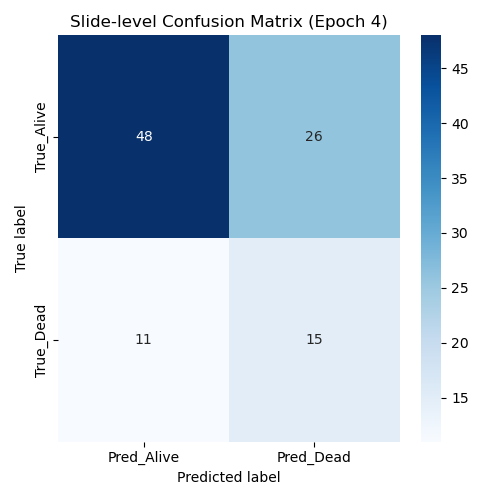 Slide-level Confusion Matrix (Epoch 4)
True label
True_Alive
True_Dead
48
26
11
15
Pred_Alive
Pred_Dead
Predicted label
45
40
35
30
25
20
15